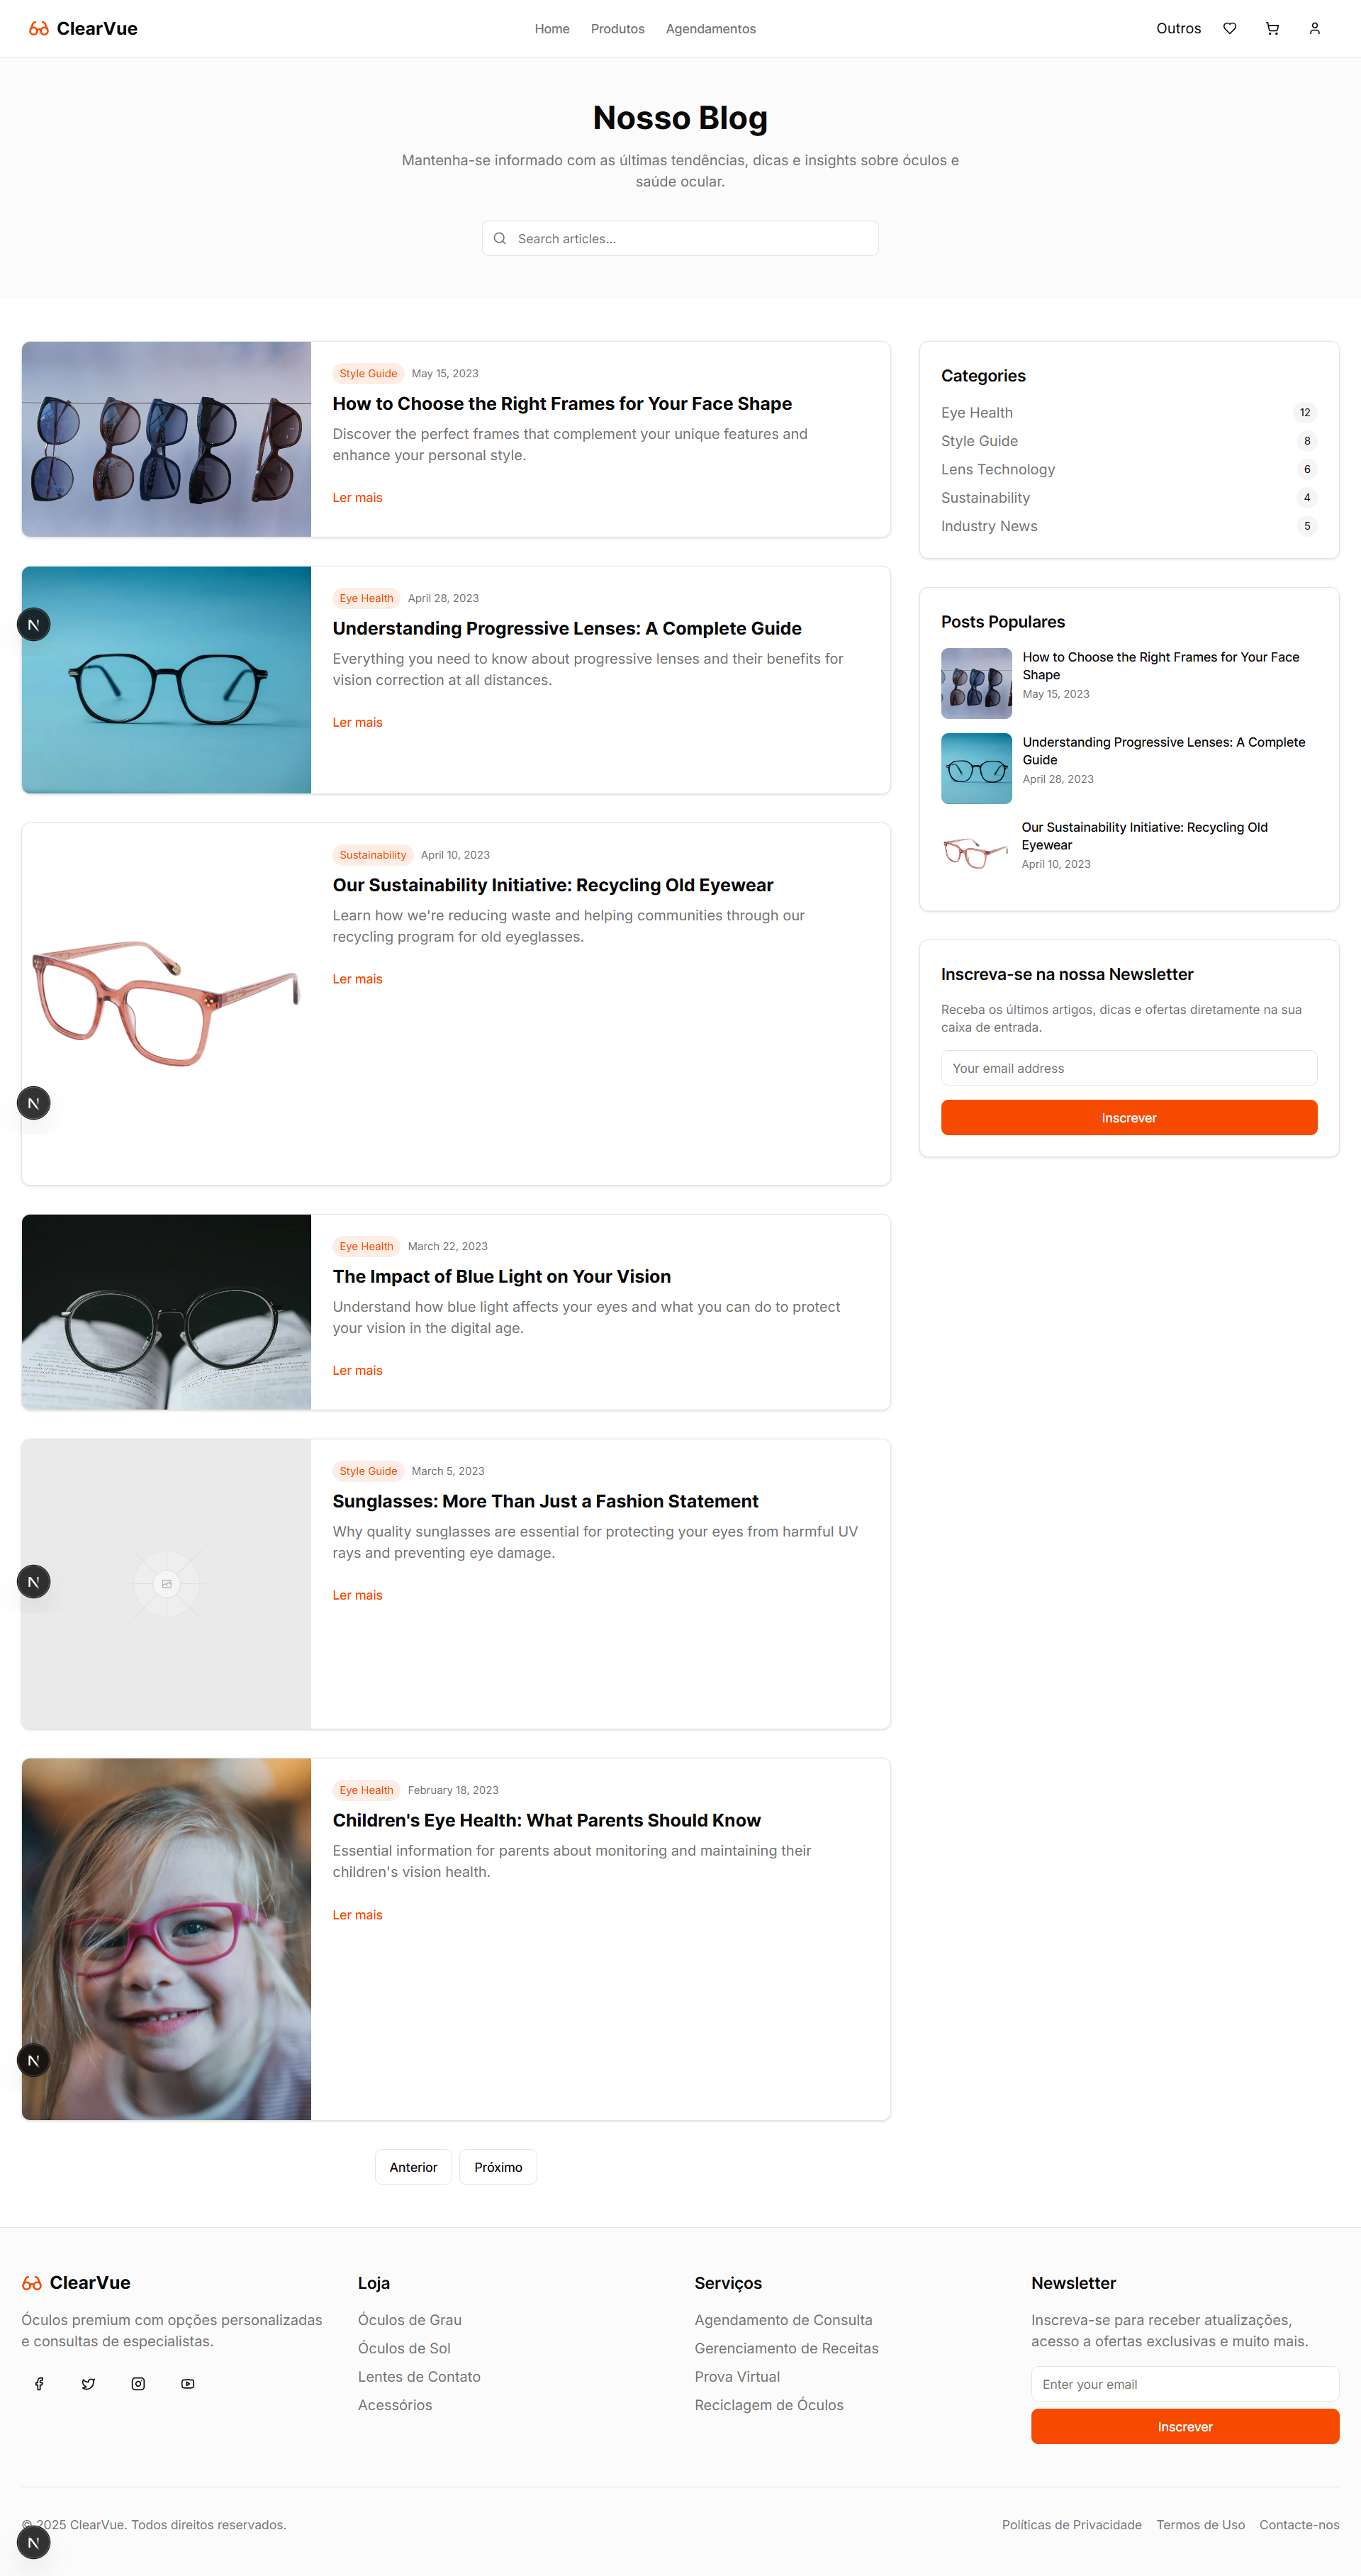 ClearVue
Home Produtos Agendamentos
Outros
Nosso Blog
Mantenha-se informado com as últimas tendências, dicas e insights sobre óculos e
saúde ocular.
Search articles...
Style Guide May 15, 2023
How to Choose the Right Frames for Your Face Shape
Discover the perfect frames that complement your unique features and
enhance your personal style.
Ler mais
Eye Health April 28, 2023
Understanding Progressive Lenses: A Complete Guide
Everything you need to know about progressive lenses and their benefits for
vision correction at all distances.
Ler mais
Sustainability April 10, 2023
Our Sustainability Initiative: Recycling Old Eyewear
Learn how we're reducing waste and helping communities through our
recycling program for old eyeglasses.
Ler mais
Eye Health March 22, 2023
The Impact of Blue Light on Your Vision
Understand how blue light affects your eyes and what you can do to protect
your vision in the digital age.
Ler mais
Style Guide March 5, 2023
Sunglasses: More Than Just a Fashion Statement
Why quality sunglasses are essential for protecting your eyes from harmful UV
rays and preventing eye damage.
Ler mais
Eye Health February 18, 2023
Children's Eye Health: What Parents Should Know
Essential information for parents about monitoring and maintaining their
children's vision health.
Ler mais
Anterior Próximo
Categories
Eye Health 12
Style Guide 8
Lens Technology 6
Sustainability 4
Industry News 5
Posts Populares
How to Choose the Right Frames for Your Face
Shape
May 15, 2023
Understanding Progressive Lenses: A Complete
Guide
April 28, 2023
Our Sustainability Initiative: Recycling Old
Eyewear
April 10, 2023
Inscreva-se na nossa Newsletter
Receba os últimos artigos, dicas e ofertas diretamente na sua
caixa de entrada.
Your email address
Inscrever
ClearVue
Óculos premium com opções personalizadas
e consultas de especialistas.
Loja
Óculos de Grau
Óculos de Sol
Lentes de Contato
Acessórios
Serviços
Agendamento de Consulta
Gerenciamento de Receitas
Prova Virtual
Reciclagem de Óculos
Newsletter
Inscreva-se para receber atualizações,
acesso a ofertas exclusivas e muito mais.
Enter your email
Inscrever
© 2025 ClearVue. Todos direitos reservados.
Políticas de Privacidade Termos de Uso Contacte-nos